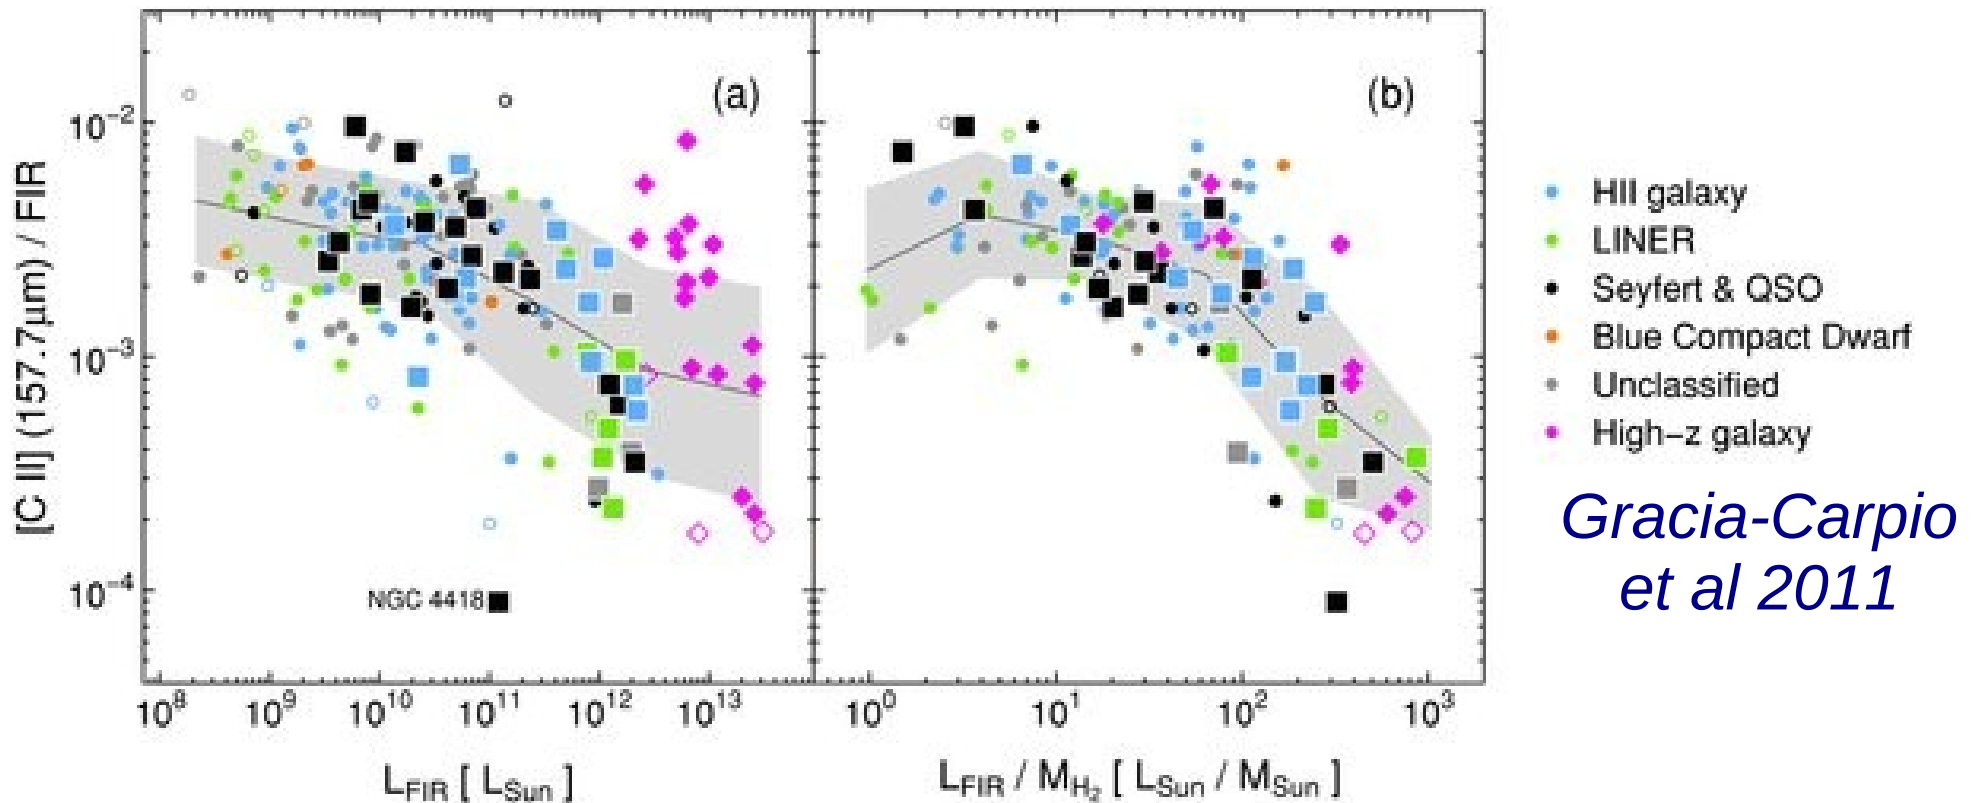 [C II] (157.7μm) / FIR
10⁻²
10⁻³
10⁻⁴
(a)
NGC 4418
10⁸ 10⁹ 10¹⁰ 10¹¹ 10¹² 10¹³
L_FIR [ L_Sun ]
(b)
10⁰ 10¹ 10² 10³
L_FIR / M_H₂ [ L_Sun / M_Sun ]
HII galaxy
LINER
Seyfert & QSO
Blue Compact Dwarf
Unclassified
High−z galaxy
Gracia-Carpio
et al 2011